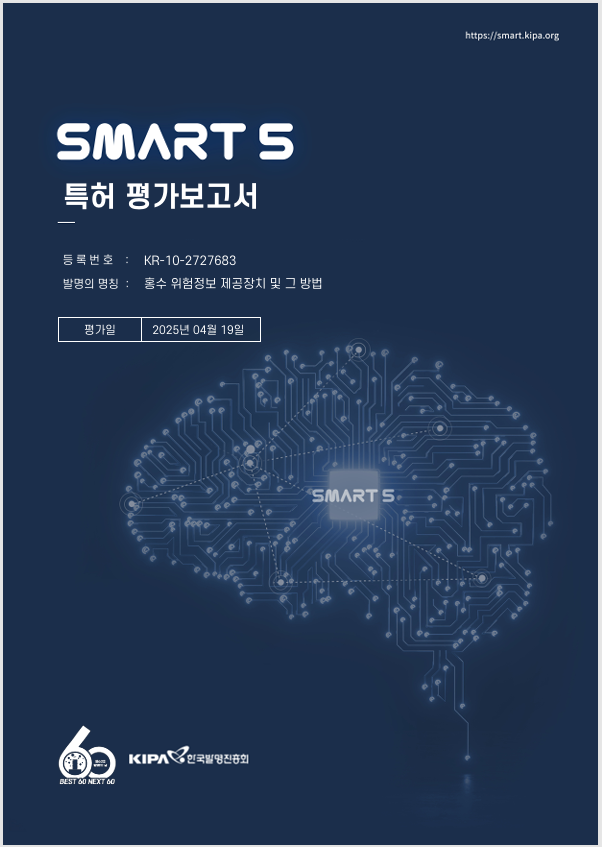 https://smart.kipa.org
SMART 5
특허 평가보고서
등록번호 : KR-10-2727683
발명의 명칭 : 홍수 위험정보 제공장치 및 그 방법
평가일 2025년 04월 19일
SMART 5
60
BEST 60 NEXT 60
KIPA 한국발명진흥회